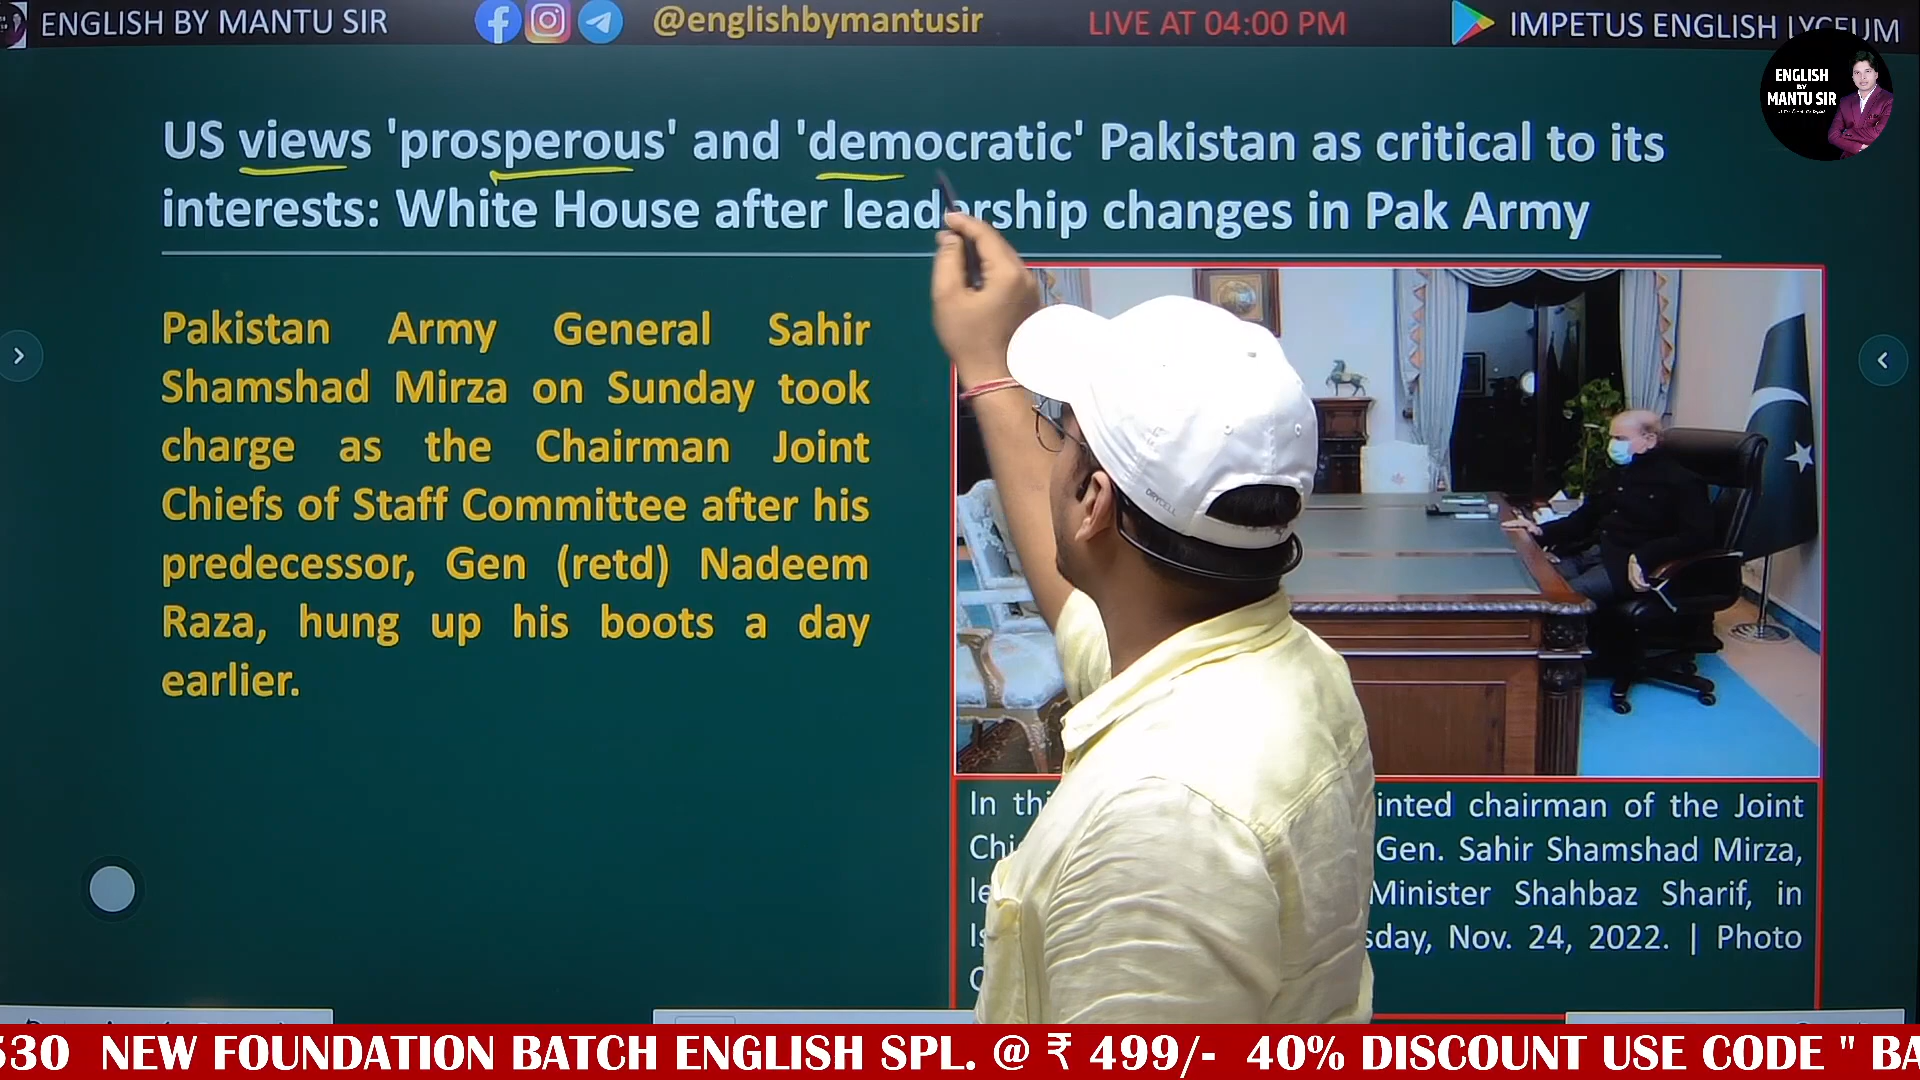 ENGLISH BY MANTU SIR
@englishbymantusir
LIVE AT 04:00 PM
IMPETUS ENGLISH LYCEUM
ENGLISH
BY
MANTU SIR
US views 'prosperous' and 'democratic' Pakistan as critical to its
interests: White House after leadership changes in Pak Army
Pakistan Army General Sahir
Shamshad Mirza on Sunday took
charge as the Chairman Joint
Chiefs of Staff Committee after his
predecessor, Gen (retd) Nadeem
Raza, hung up his boots a day
earlier.
DRYCELL
In
inted chairman of the Joint
Gen. Sahir Shamshad Mirza,
Minister Shahbaz Sharif, in
sday, Nov. 24, 2022. | Photo
530 NEW FOUNDATION BATCH ENGLISH SPL. @ ₹ 499/- 40% DISCOUNT USE CODE " BA